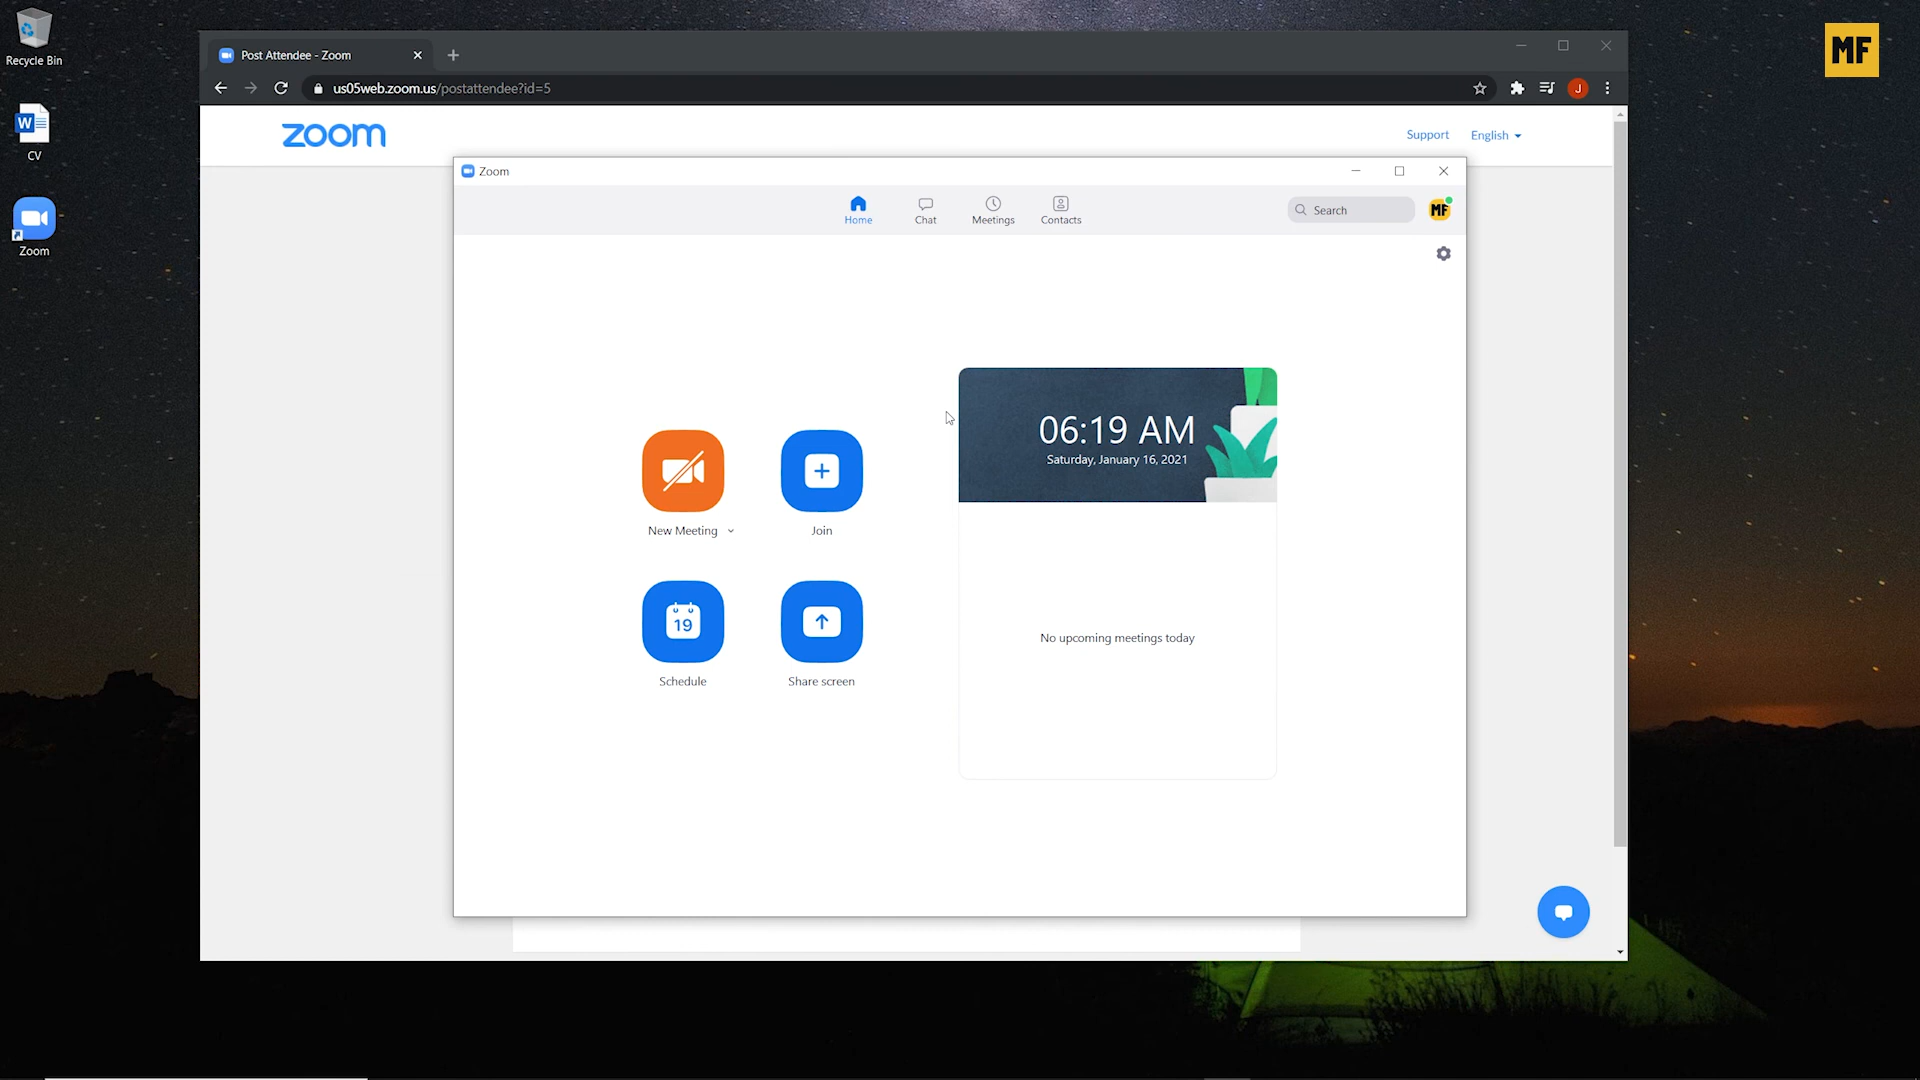 Recycle Bin
CV
Zoom
MF
Post Attendee - Zoom
us05web.zoom.us/postattendee?id=5
J
zoom
Support
English
Zoom
Home
Chat
Meetings
Contacts
Search
MF
06:19 AM
Saturday, January 16, 2021
New Meeting
Join
19
Schedule
Share screen
No upcoming meetings today
W